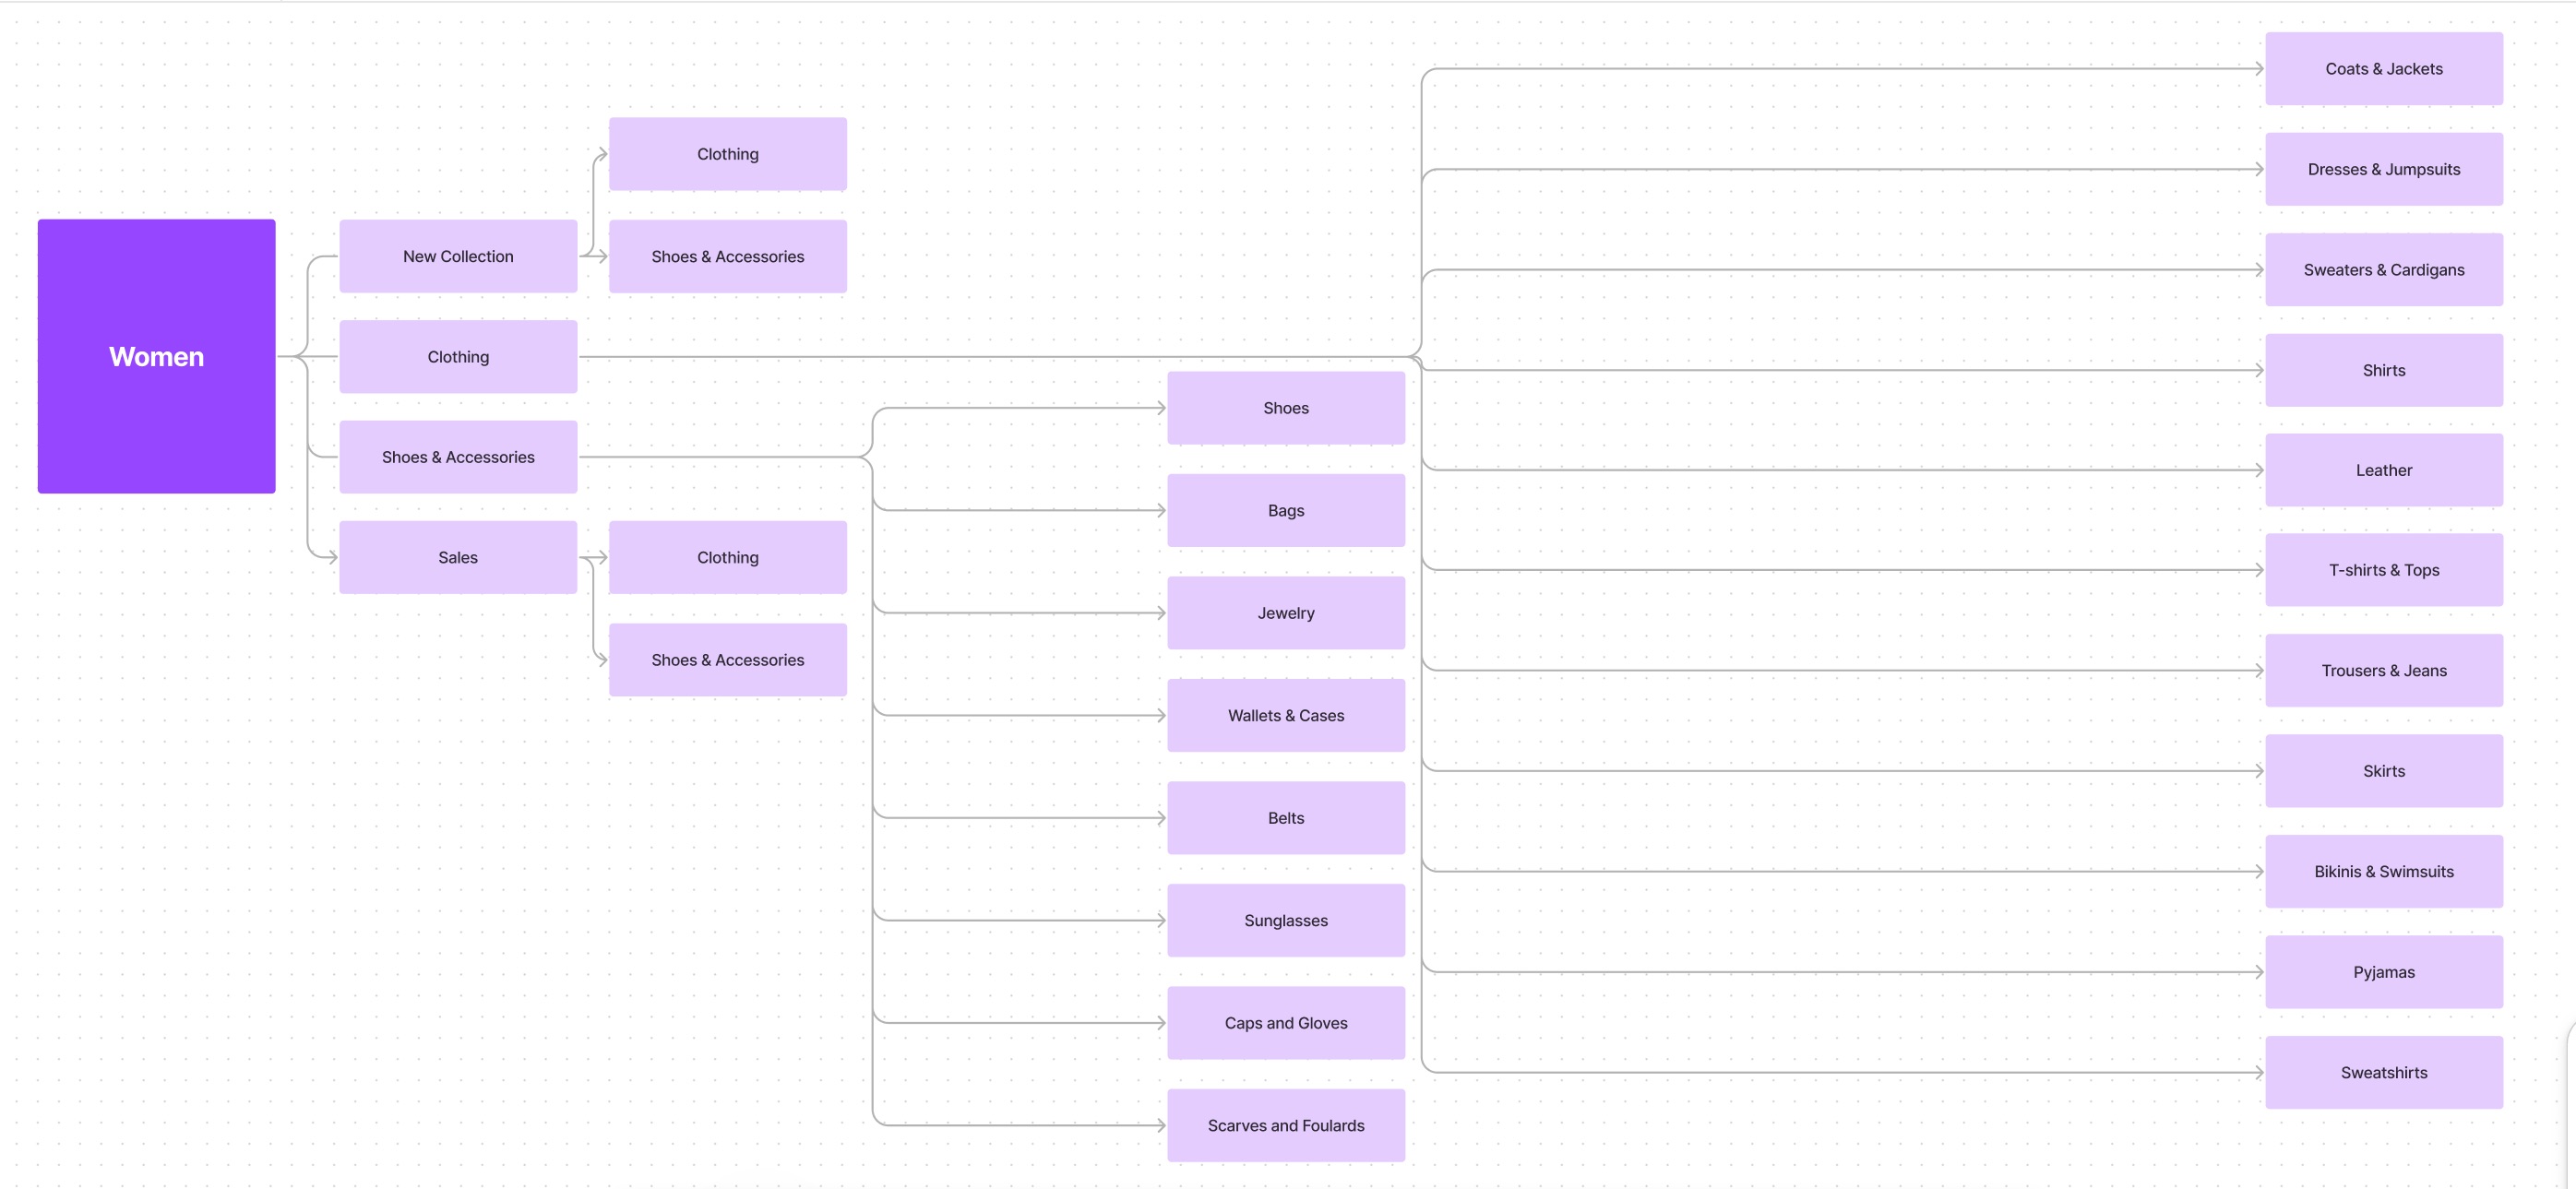 Women
New Collection
Clothing
Shoes & Accessories
Clothing
Shoes & Accessories
Shoes
Bags
Jewelry
Wallets & Cases
Belts
Sunglasses
Caps and Gloves
Scarves and Foulards
Sales
Clothing
Shoes & Accessories
Coats & Jackets
Dresses & Jumpsuits
Sweaters & Cardigans
Shirts
Leather
T-shirts & Tops
Trousers & Jeans
Skirts
Bikinis & Swimsuits
Pyjamas
Sweatshirts